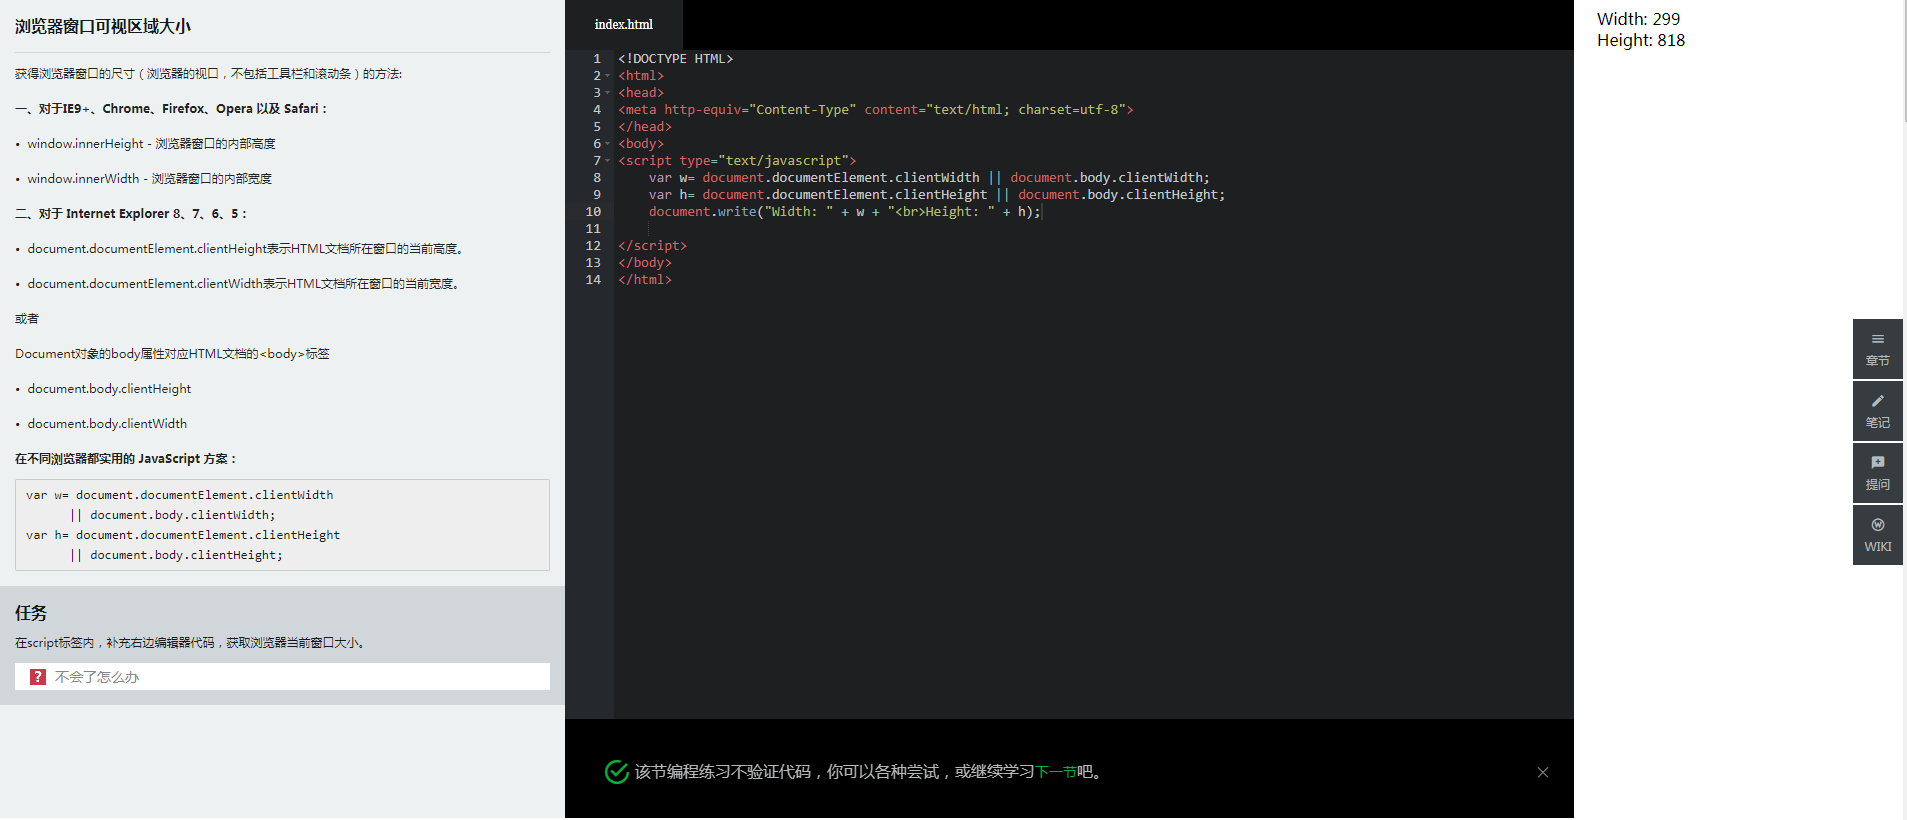 浏览器窗口可视区域大小
获得浏览器窗口的尺寸（浏览器的视口，不包括工具栏和滚动条）的方法:
一、对于IE9+、Chrome、Firefox、Opera 以及 Safari：
• window.innerHeight - 浏览器窗口的内部高度
• window.innerWidth - 浏览器窗口的内部宽度
二、对于 Internet Explorer 8、7、6、5：
• document.documentElement.clientHeight表示HTML文档所在窗口的当前高度。
• document.documentElement.clientWidth表示HTML文档所在窗口的当前宽度。
或者
Document对象的body属性对应HTML文档的<body>标签
• document.body.clientHeight
• document.body.clientWidth
在不同浏览器都实用的 JavaScript 方案：
var w= document.documentElement.clientWidth
|| document.body.clientWidth;
var h= document.documentElement.clientHeight
|| document.body.clientHeight;
任务
在script标签内，补充右边编辑器代码，获取浏览器当前窗口大小。
? 不会了怎么办
index.html
1 <!DOCTYPE HTML>
2 <html>
3 <head>
4 <meta http-equiv="Content-Type" content="text/html; charset=utf-8">
5 </head>
6 <body>
7 <script type="text/javascript">
8 var w= document.documentElement.clientWidth || document.body.clientWidth;
9 var h= document.documentElement.clientHeight || document.body.clientHeight;
10 document.write("Width: " + w + "<br>Height: " + h);
11
12 </script>
13 </body>
14 </html>
该节编程练习不验证代码，你可以各种尝试，或继续学习下一节吧。
Width: 299
Height: 818
章节
笔记
提问
WIKI